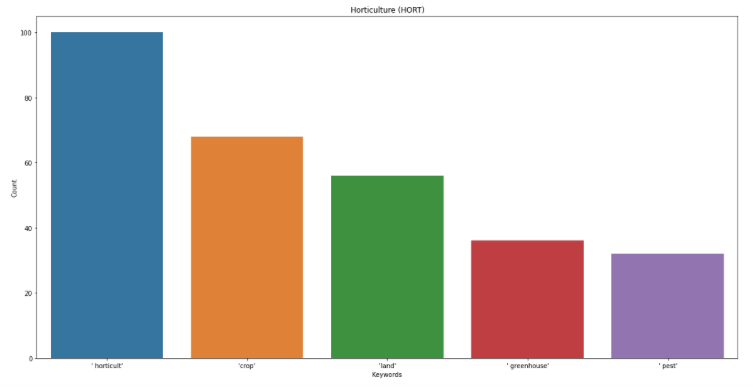 Horticulture (HORT)
100
80
60
40
20
0
Count
' horticult' 'crop' 'land' ' greenhouse' ' pest'
Keywords